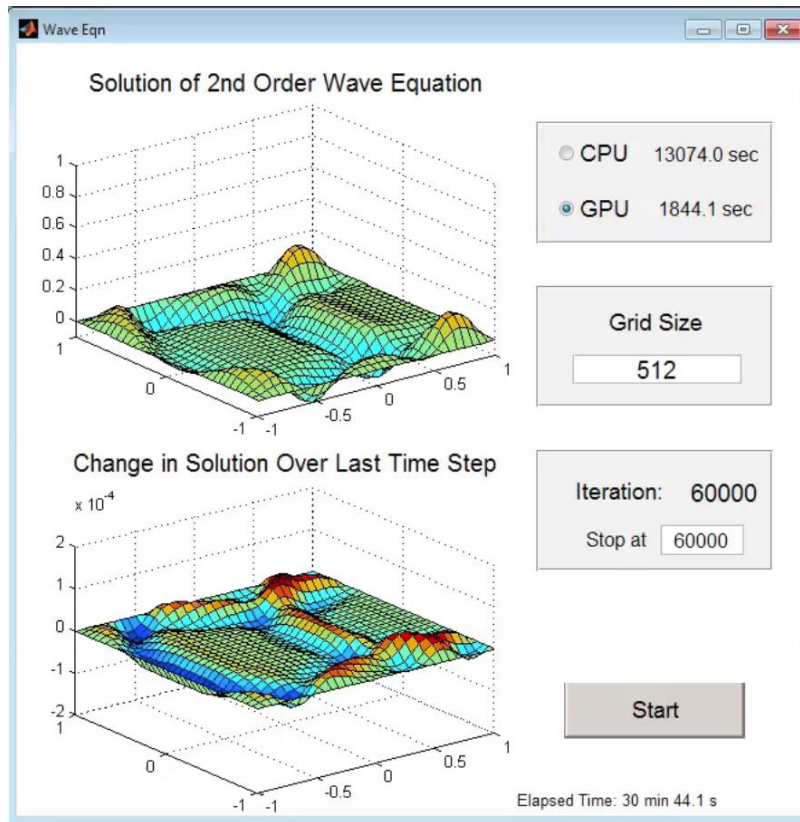 Wave Eqn
Solution of 2nd Order Wave Equation
1
0.8
0.6
0.4
0.2
0
1
0
-1
-1
-0.5
0
0.5
1
CPU 13074.0 sec
GPU 1844.1 sec
Grid Size
512
Change in Solution Over Last Time Step
x 10^-4
2
1
0
-1
-2
1
0
-1
-1
-0.5
0
0.5
1
Iteration: 60000
Stop at 60000
Start
Elapsed Time: 30 min 44.1 s